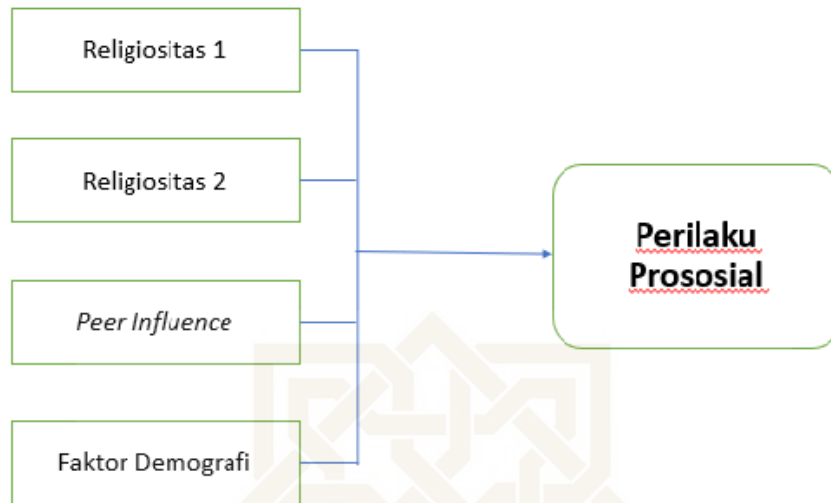 Religiositas 1
Religiositas 2
Peer Influence
Faktor Demografi
Perilaku
Prososial